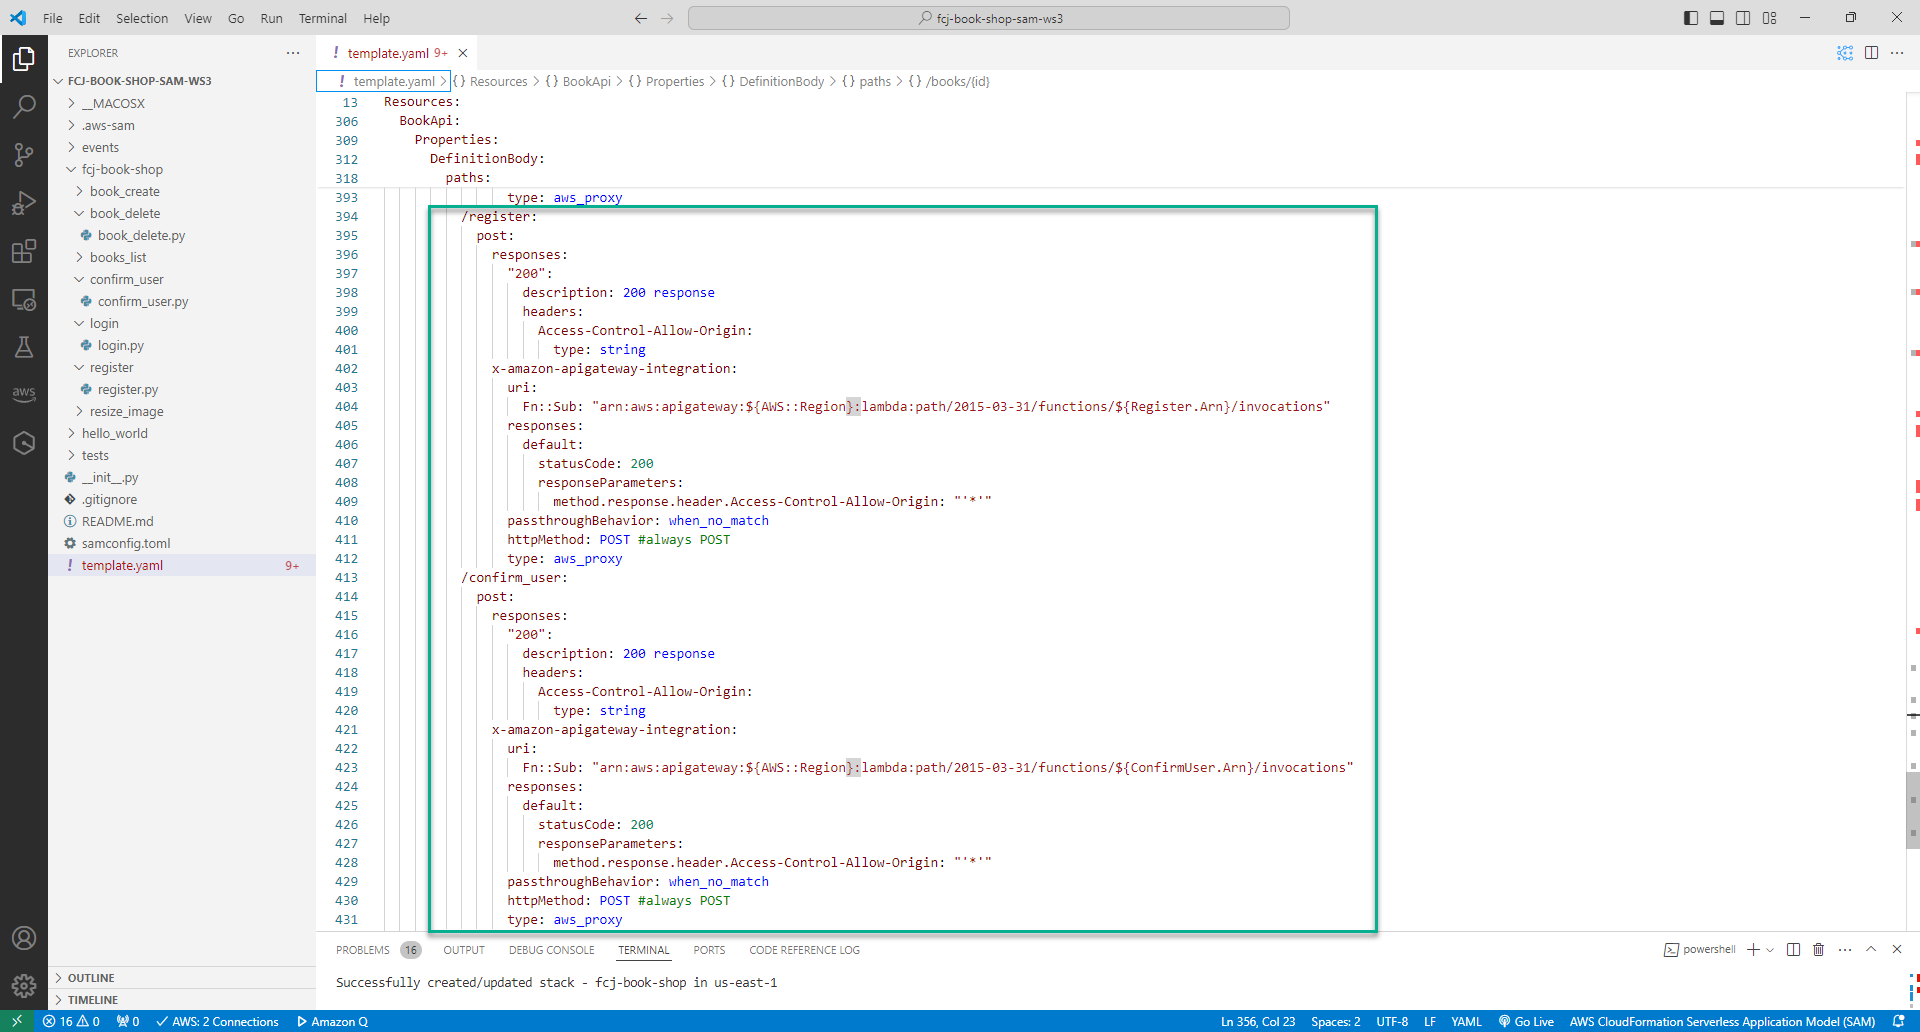 File Edit Selection View Go Run Terminal Help
fcj-book-shop-sam-ws3
EXPLORER
FCJ-BOOK-SHOP-SAM-WS3
__MACOSX
.aws-sam
events
fcj-book-shop
book_create
book_delete
book_delete.py
books_list
confirm_user
confirm_user.py
login
login.py
register
register.py
resize_image
hello_world
tests
__init__.py
.gitignore
README.md
samconfig.toml
! template.yaml 9+
OUTLINE
TIMELINE
aws
! template.yaml 9+
! template.yaml > {} Resources > {} BookApi > {} Properties > {} DefinitionBody > {} paths > {} /books/{id}
13 Resources:
306 BookApi:
309 Properties:
312 DefinitionBody:
318 paths:
393 type: aws_proxy
394 /register:
395 post:
396 responses:
397 "200":
398 description: 200 response
399 headers:
400 Access-Control-Allow-Origin:
401 type: string
402 x-amazon-apigateway-integration:
403 uri:
404 Fn::Sub: "arn:aws:apigateway:${AWS::Region}:lambda:path/2015-03-31/functions/${Register.Arn}/invocations"
405 responses:
406 default:
407 statusCode: 200
408 responseParameters:
409 method.response.header.Access-Control-Allow-Origin: "'*'"
410 passthroughBehavior: when_no_match
411 httpMethod: POST #always POST
412 type: aws_proxy
413 /confirm_user:
414 post:
415 responses:
416 "200":
417 description: 200 response
418 headers:
419 Access-Control-Allow-Origin:
420 type: string
421 x-amazon-apigateway-integration:
422 uri:
423 Fn::Sub: "arn:aws:apigateway:${AWS::Region}:lambda:path/2015-03-31/functions/${ConfirmUser.Arn}/invocations"
424 responses:
425 default:
426 statusCode: 200
427 responseParameters:
428 method.response.header.Access-Control-Allow-Origin: "'*'"
429 passthroughBehavior: when_no_match
430 httpMethod: POST #always POST
431 type: aws_proxy
PROBLEMS 16 OUTPUT DEBUG CONSOLE TERMINAL PORTS CODE REFERENCE LOG powershell
Successfully created/updated stack - fcj-book-shop in us-east-1
16 0 0 AWS: 2 Connections Amazon Q Ln 356, Col 23 Spaces: 2 UTF-8 LF YAML Go Live AWS CloudFormation Serverless Application Model (SAM)